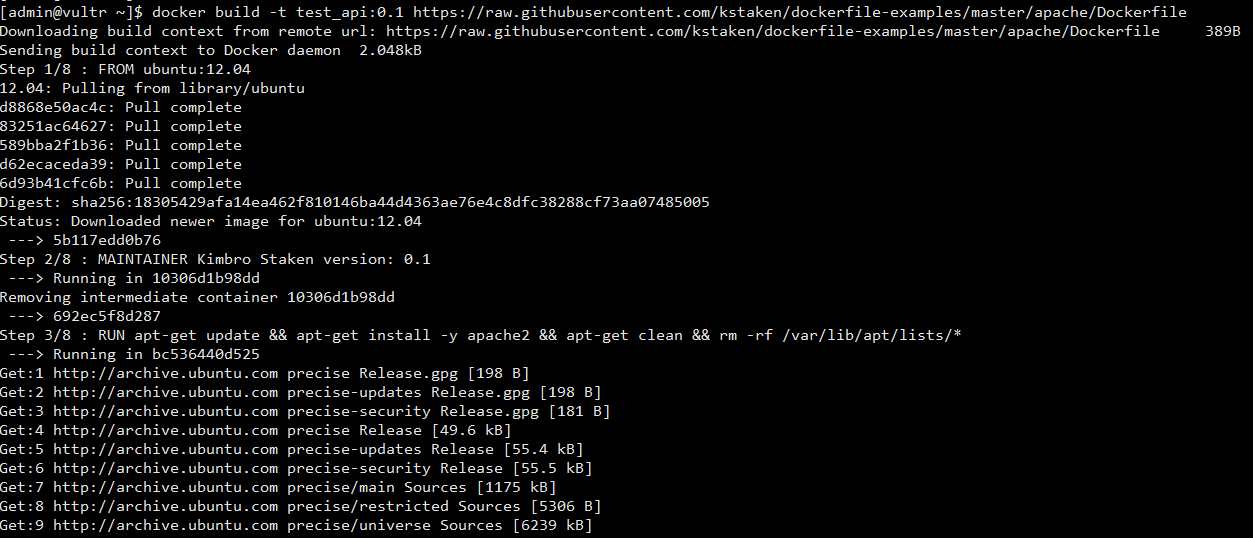 [admin@vultr ~]$ docker build -t test_api:0.1 https://raw.githubusercontent.com/kstaken/dockerfile-examples/master/apache/Dockerfile
Downloading build context from remote url: https://raw.githubusercontent.com/kstaken/dockerfile-examples/master/apache/Dockerfile     389B
Sending build context to Docker daemon  2.048kB
Step 1/8 : FROM ubuntu:12.04
12.04: Pulling from library/ubuntu
d8868e50ac4c: Pull complete
83251ac64627: Pull complete
589bba2f1b36: Pull complete
d62ecaceda39: Pull complete
6d93b41cfc6b: Pull complete
Digest: sha256:18305429afa14ea462f810146ba44d4363ae76e4c8dfc38288cf73aa07485005
Status: Downloaded newer image for ubuntu:12.04
 ---> 5b117edd0b76
Step 2/8 : MAINTAINER Kimbro Staken version: 0.1
 ---> Running in 10306d1b98dd
Removing intermediate container 10306d1b98dd
 ---> 692ec5f8d287
Step 3/8 : RUN apt-get update && apt-get install -y apache2 && apt-get clean && rm -rf /var/lib/apt/lists/*
 ---> Running in bc536440d525
Get:1 http://archive.ubuntu.com precise Release.gpg [198 B]
Get:2 http://archive.ubuntu.com precise-updates Release.gpg [198 B]
Get:3 http://archive.ubuntu.com precise-security Release.gpg [181 B]
Get:4 http://archive.ubuntu.com precise Release [49.6 kB]
Get:5 http://archive.ubuntu.com precise-updates Release [55.4 kB]
Get:6 http://archive.ubuntu.com precise-security Release [55.5 kB]
Get:7 http://archive.ubuntu.com precise/main Sources [1175 kB]
Get:8 http://archive.ubuntu.com precise/restricted Sources [5306 B]
Get:9 http://archive.ubuntu.com precise/universe Sources [6239 kB]